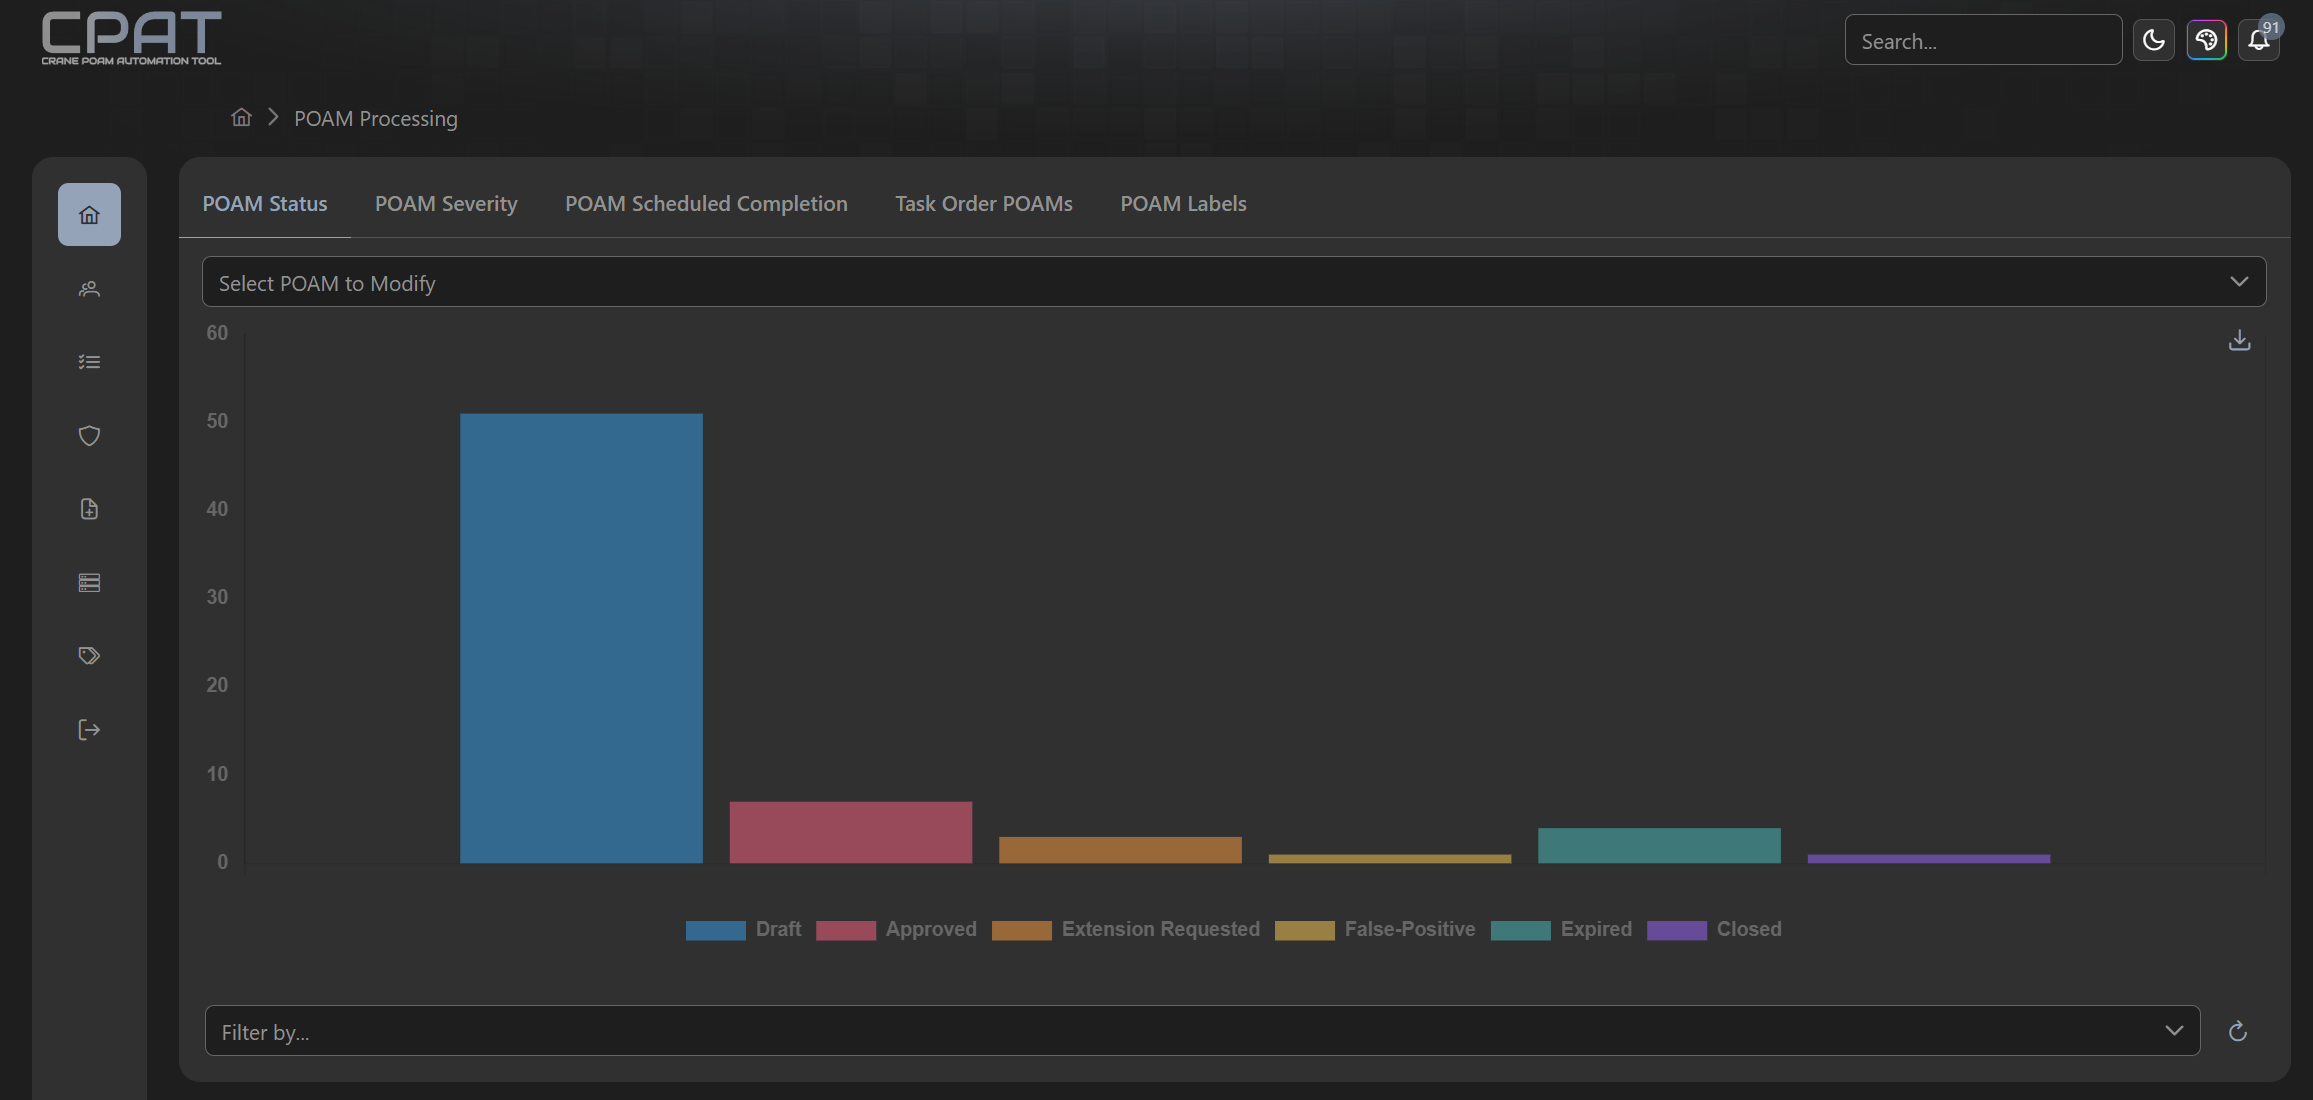 CPAT
CRANE POAM AUTOMATION TOOL
Search...
91
POAM Processing
POAM Status
POAM Severity
POAM Scheduled Completion
Task Order POAMs
POAM Labels
Select POAM to Modify
60
50
40
30
20
10
0
Draft
Approved
Extension Requested
False-Positive
Expired
Closed
Filter by...